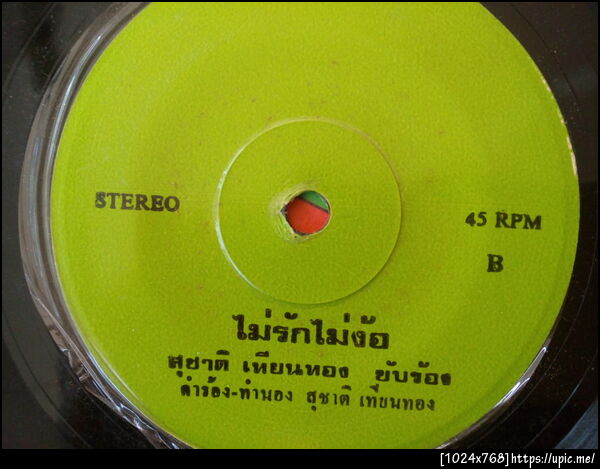 STEREO
45 RPM
B
ไม่รักไม่ง้อ
สุชาติ เทียนทอง ขับร้อง
คำร้อง-ทำนอง สุชาติ เทียนทอง
[1024x768]https://upic.me/